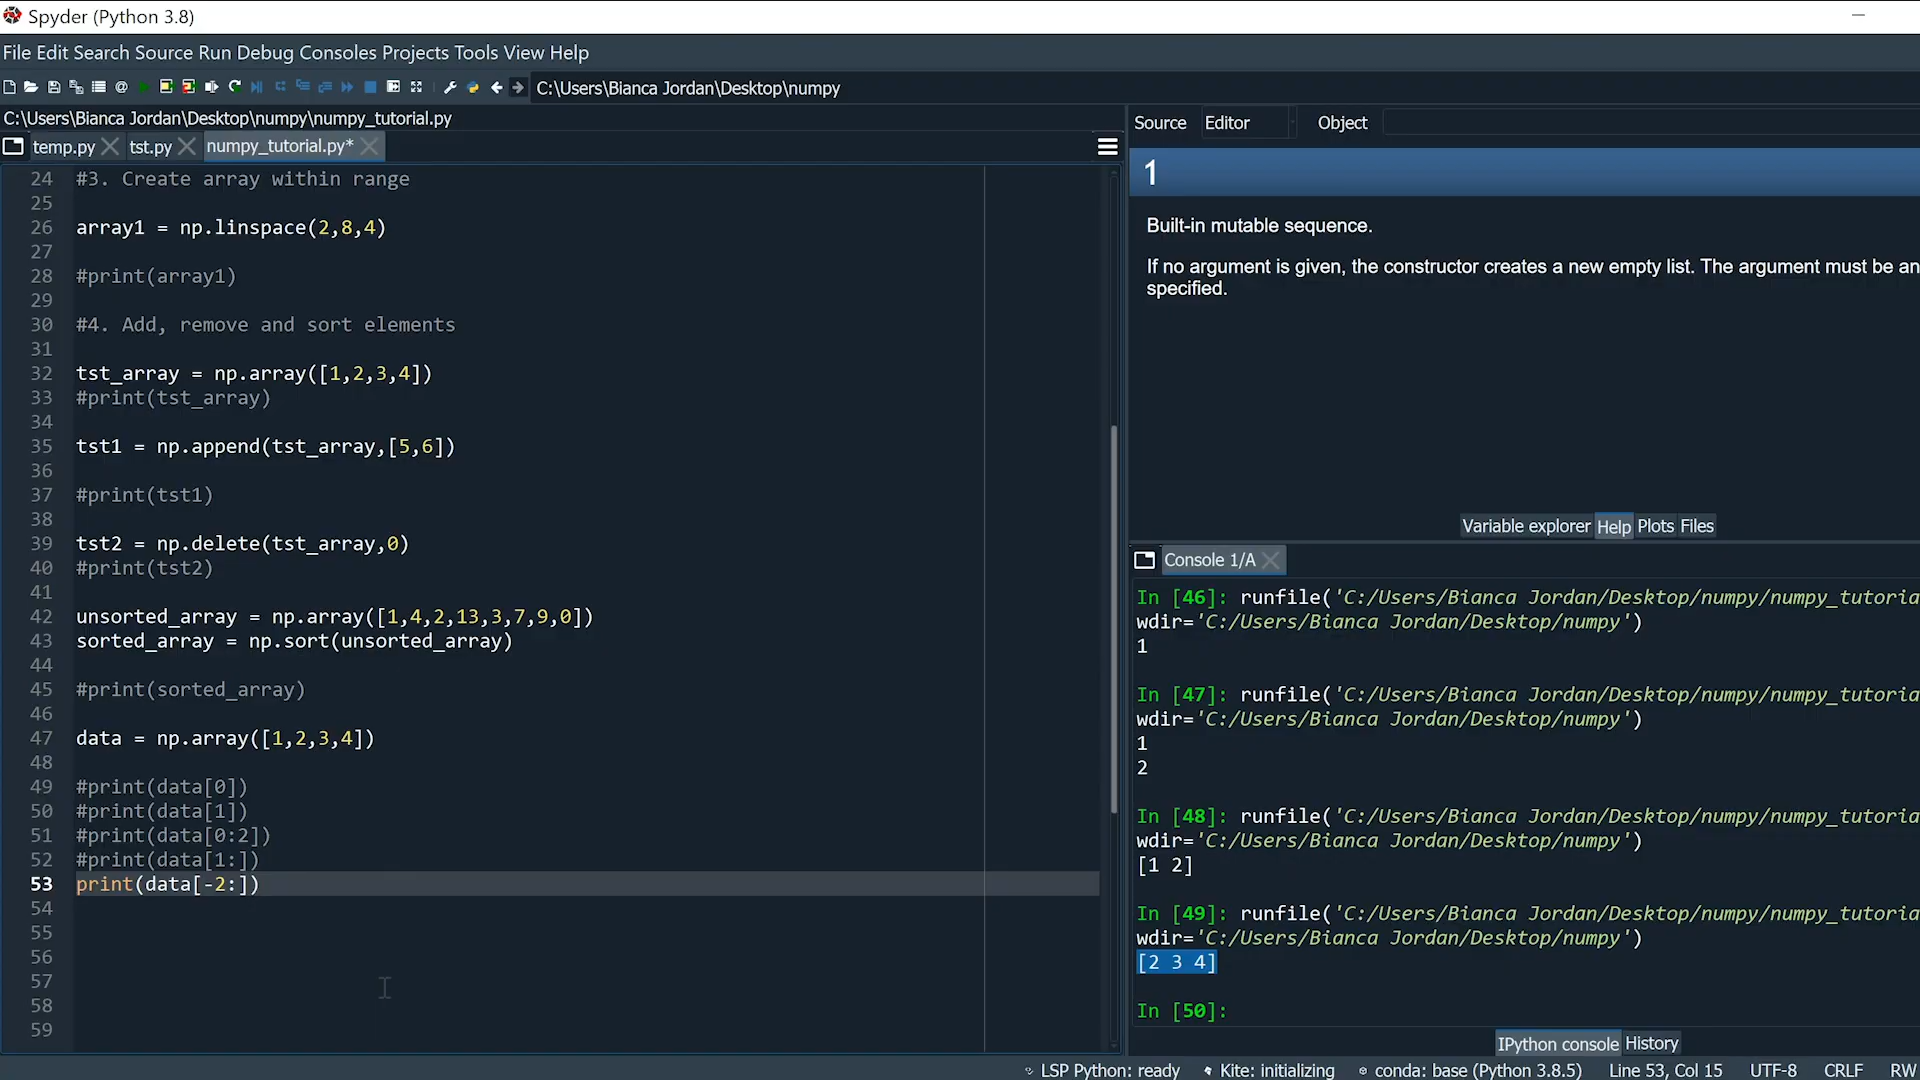 Spyder (Python 3.8)
File Edit Search Source Run Debug Consoles Projects Tools View Help
C:\Users\Bianca Jordan\Desktop\numpy
C:\Users\Bianca Jordan\Desktop\numpy\numpy_tutorial.py
temp.py tst.py numpy_tutorial.py*
24 #3. Create array within range
25
26 array1 = np.linspace(2,8,4)
27
28 #print(array1)
29
30 #4. Add, remove and sort elements
31
32 tst_array = np.array([1,2,3,4])
33 #print(tst_array)
34
35 tst1 = np.append(tst_array,[5,6])
36
37 #print(tst1)
38
39 tst2 = np.delete(tst_array,0)
40 #print(tst2)
41
42 unsorted_array = np.array([1,4,2,13,3,7,9,0])
43 sorted_array = np.sort(unsorted_array)
44
45 #print(sorted_array)
46
47 data = np.array([1,2,3,4])
48
49 #print(data[0])
50 #print(data[1])
51 #print(data[0:2])
52 #print(data[1:])
53 print(data[-2:])
54
55
56
57
58
59
Source Editor Object
1
Built-in mutable sequence.
If no argument is given, the constructor creates a new empty list. The argument must be an
specified.
Variable explorer Help Plots Files
Console 1/A
In [46]: runfile('C:/Users/Bianca Jordan/Desktop/numpy/numpy_tutoria
wdir='C:/Users/Bianca Jordan/Desktop/numpy')
1
In [47]: runfile('C:/Users/Bianca Jordan/Desktop/numpy/numpy_tutoria
wdir='C:/Users/Bianca Jordan/Desktop/numpy')
1
2
In [48]: runfile('C:/Users/Bianca Jordan/Desktop/numpy/numpy_tutoria
wdir='C:/Users/Bianca Jordan/Desktop/numpy')
[1 2]
In [49]: runfile('C:/Users/Bianca Jordan/Desktop/numpy/numpy_tutoria
wdir='C:/Users/Bianca Jordan/Desktop/numpy')
[2 3 4]
In [50]:
IPython console History
LSP Python: ready Kite: initializing conda: base (Python 3.8.5) Line 53, Col 15 UTF-8 CRLF RW